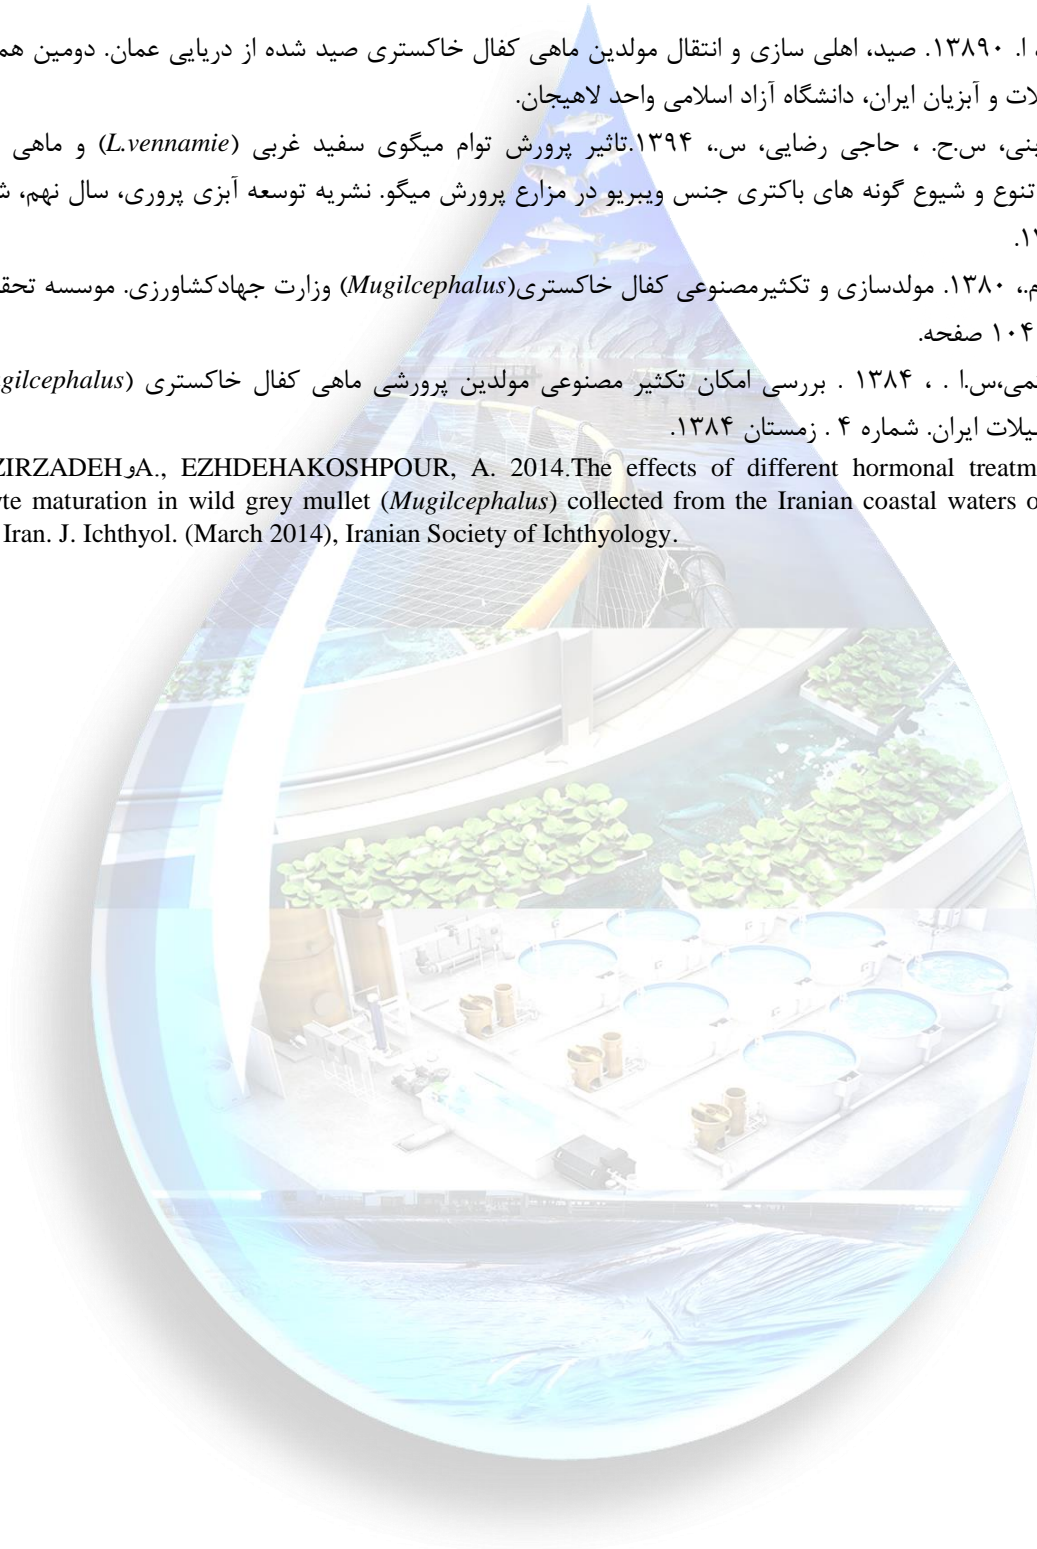 ا. ۱۳۸۹۰. صید، اهلی سازی و انتقال مولدین ماهی کفال خاکستری صید شده از دریایی عمان. دومین
لات و آبزیان ایران، دانشگاه آزاد اسلامی واحد لاهیجان.
ینی، س.ح. ، حاجی رضایی، س.، ۱۳۹۴.تاثیر پرورش توام میگوی سفید غربی (L.vennamie) و ماهی
تنوع و شیوع گونه های باکتری جنس ویبریو در مزارع پرورش میگو. نشریه توسعه آبزی پروری، سال نهم،
م.، ۱۳۸۰. مولدسازی و تکثیرمصنوعی کفال خاکستری(Mugilcephalus) وزارت جهادکشاورزی. موسسه
۱۰۴ صفحه.
نمی،س.ا . ، ۱۳۸۴ . بررسی امکان تکثیر مصنوعی مولدین پرورشی ماهی کفال خاکستری (gilcephalus
یلات ایران. شماره ۴ . زمستان ۱۳۸۴.
ZIRZADEHوA., EZHDEHAKOSHPOUR, A. 2014.The effects of different hormonal treatm
te maturation in wild grey mullet (Mugilcephalus) collected from the Iranian coastal waters o
Iran. J. Ichthyol. (March 2014), Iranian Society of Ichthyology.